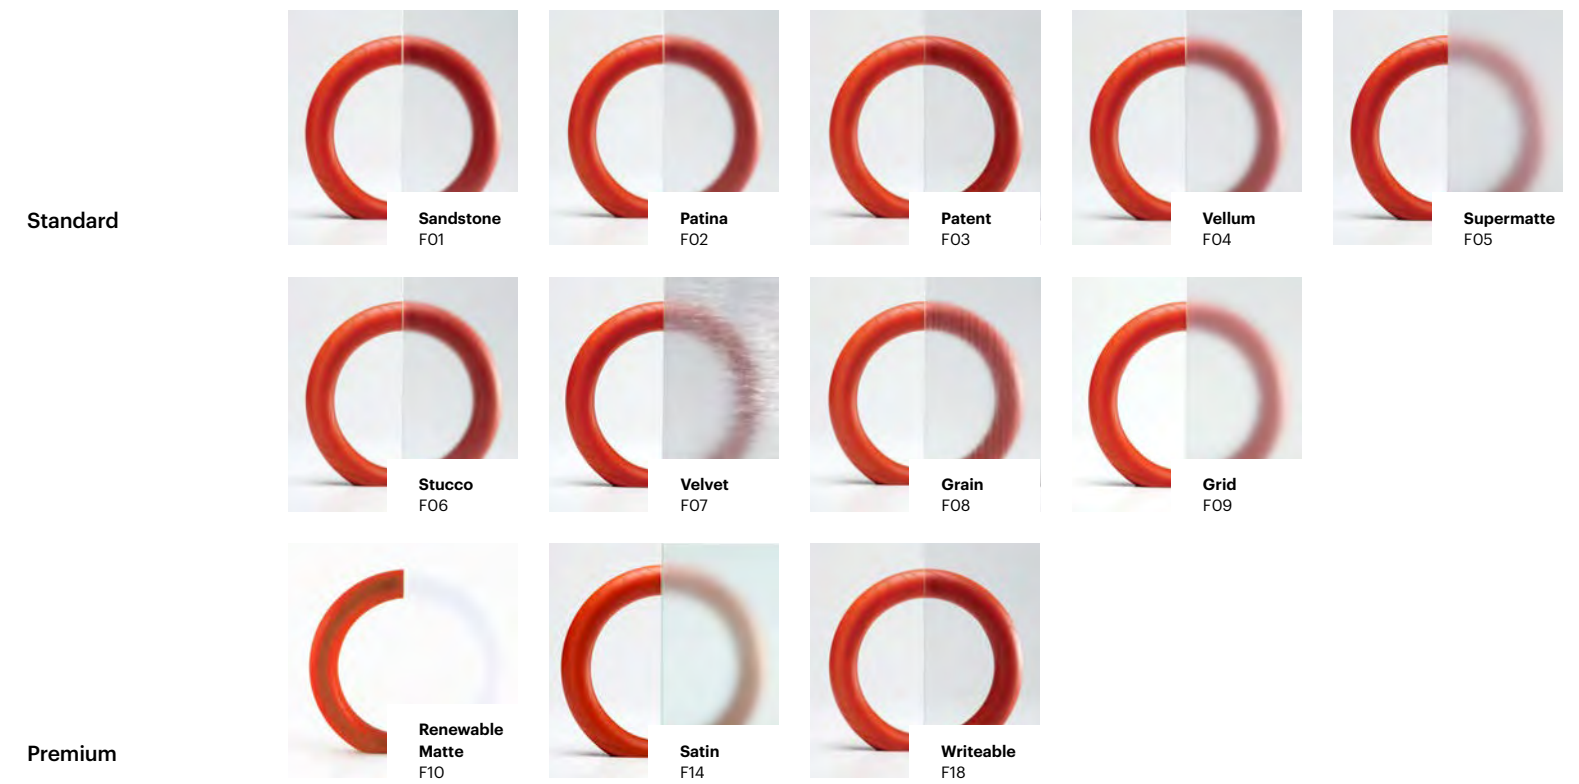 Standard
Sandstone
F01
Patina
F02
Patent
F03
Vellum
F04
Supermatte
F05
Stucco
F06
Velvet
F07
Grain
F08
Grid
F09
Premium
Renewable
Matte
F10
Satin
F14
Writeable
F18